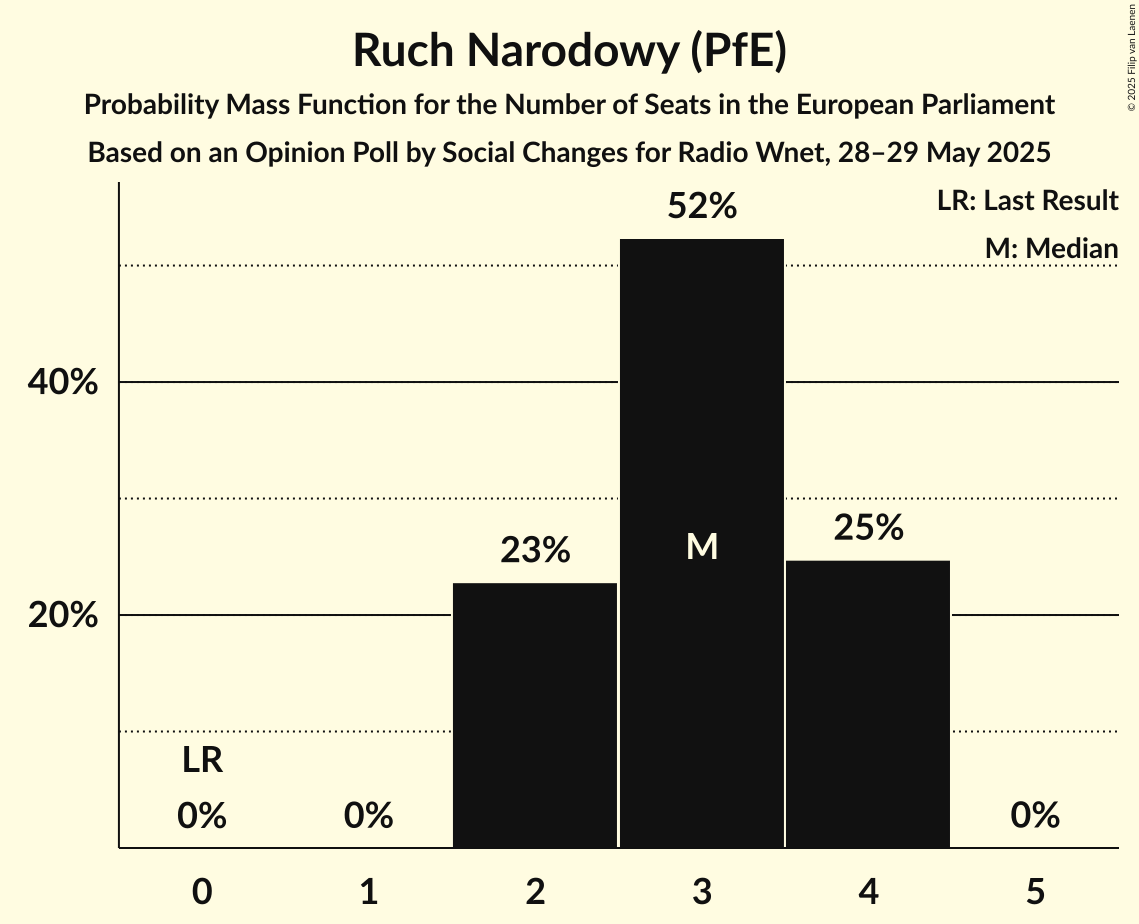 Ruch Narodowy (PfE)
Probability Mass Function for the Number of Seats in the European Parliament
Based on an Opinion Poll by Social Changes for Radio Wnet, 28–29 May 2025
© 2025 Filip van Laenen
LR: Last Result
M: Median
52%
40%
25%
23%
M
20%
LR
0%
0%
0%
0
1
2
3
4
5